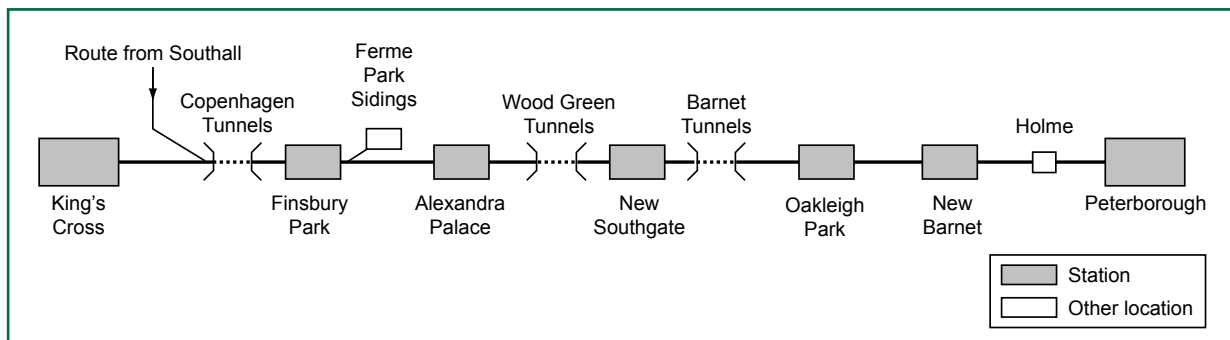 Route from Southall
Copenhagen
Tunnels
Ferme
Park
Sidings
Wood Green
Tunnels
Barnet
Tunnels
Holme
King's
Cross
Finsbury
Park
Alexandra
Palace
New
Southgate
Oakleigh
Park
New
Barnet
Peterborough
Station
Other location